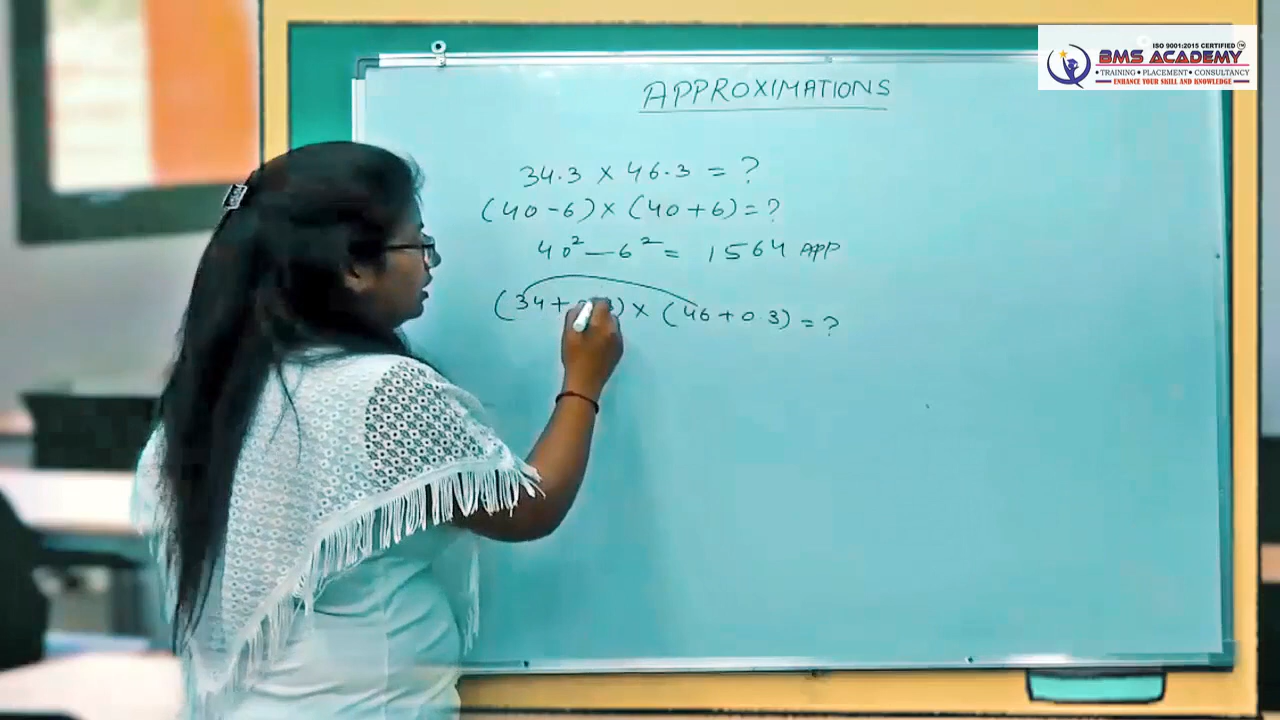 ISO 9001:2015 CERTIFIED TM
BMS ACADEMY
• TRAINING • PLACEMENT • CONSULTANCY
ENHANCE YOUR SKILL AND KNOWLEDGE
APPROXIMATIONS
34.3 × 46.3 = ?
(40-6) × (40+6) = ?
40² — 6² = 1564 APP
(34+ ) × (46+0.3) = ?